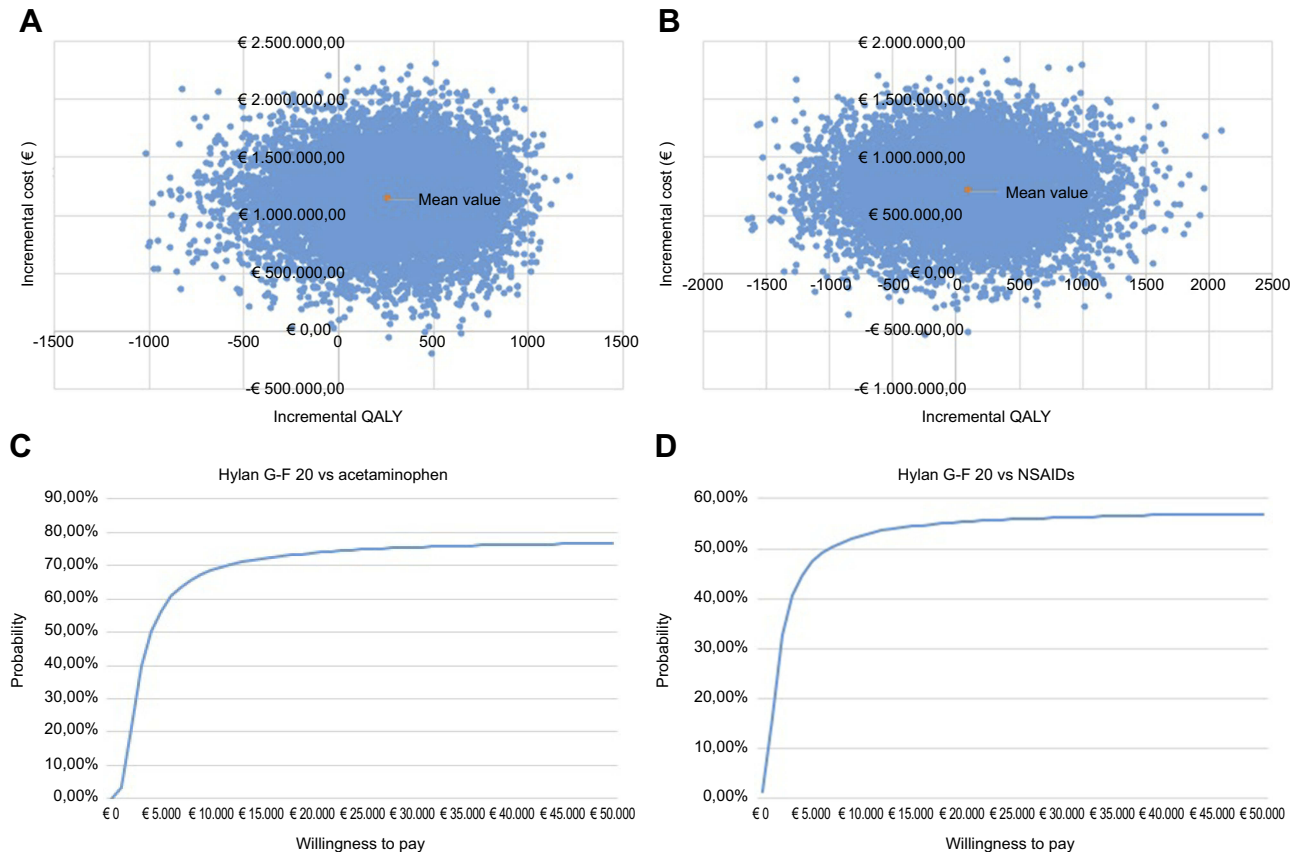 A
Incremental cost (€ )
€ 2.500.000,00
€ 2.000.000,00
€ 1.500.000,00
€ 1.000.000,00
€ 500.000,00
€ 0,00
-€ 500.000,00
Mean value
-1500 -1000 -500 0 500 1000 1500
Incremental QALY
B
Incremental cost (€ )
€ 2.000.000,00
€ 1.500.000,00
€ 1.000.000,00
€ 500.000,00
€ 0,00
-€ 500.000,00
-€ 1.000.000,00
Mean value
-2000 -1500 -1000 -500 0 500 1000 1500 2000 2500
Incremental QALY
C
Hylan G-F 20 vs acetaminophen
Probability
90,00%
80,00%
70,00%
60,00%
50,00%
40,00%
30,00%
20,00%
10,00%
0,00%
€ 0 € 5.000 € 10.000 € 15.000 € 20.000 € 25.000 € 30.000 € 35.000 € 40.000 € 45.000 € 50.000
Willingness to pay
D
Hylan G-F 20 vs NSAIDs
Probability
60,00%
50,00%
40,00%
30,00%
20,00%
10,00%
0,00%
€ 0 € 5.000 € 10.000 € 15.000 € 20.000 € 25.000 € 30.000 € 35.000 € 40.000 € 45.000 € 50.000
Willingness to pay